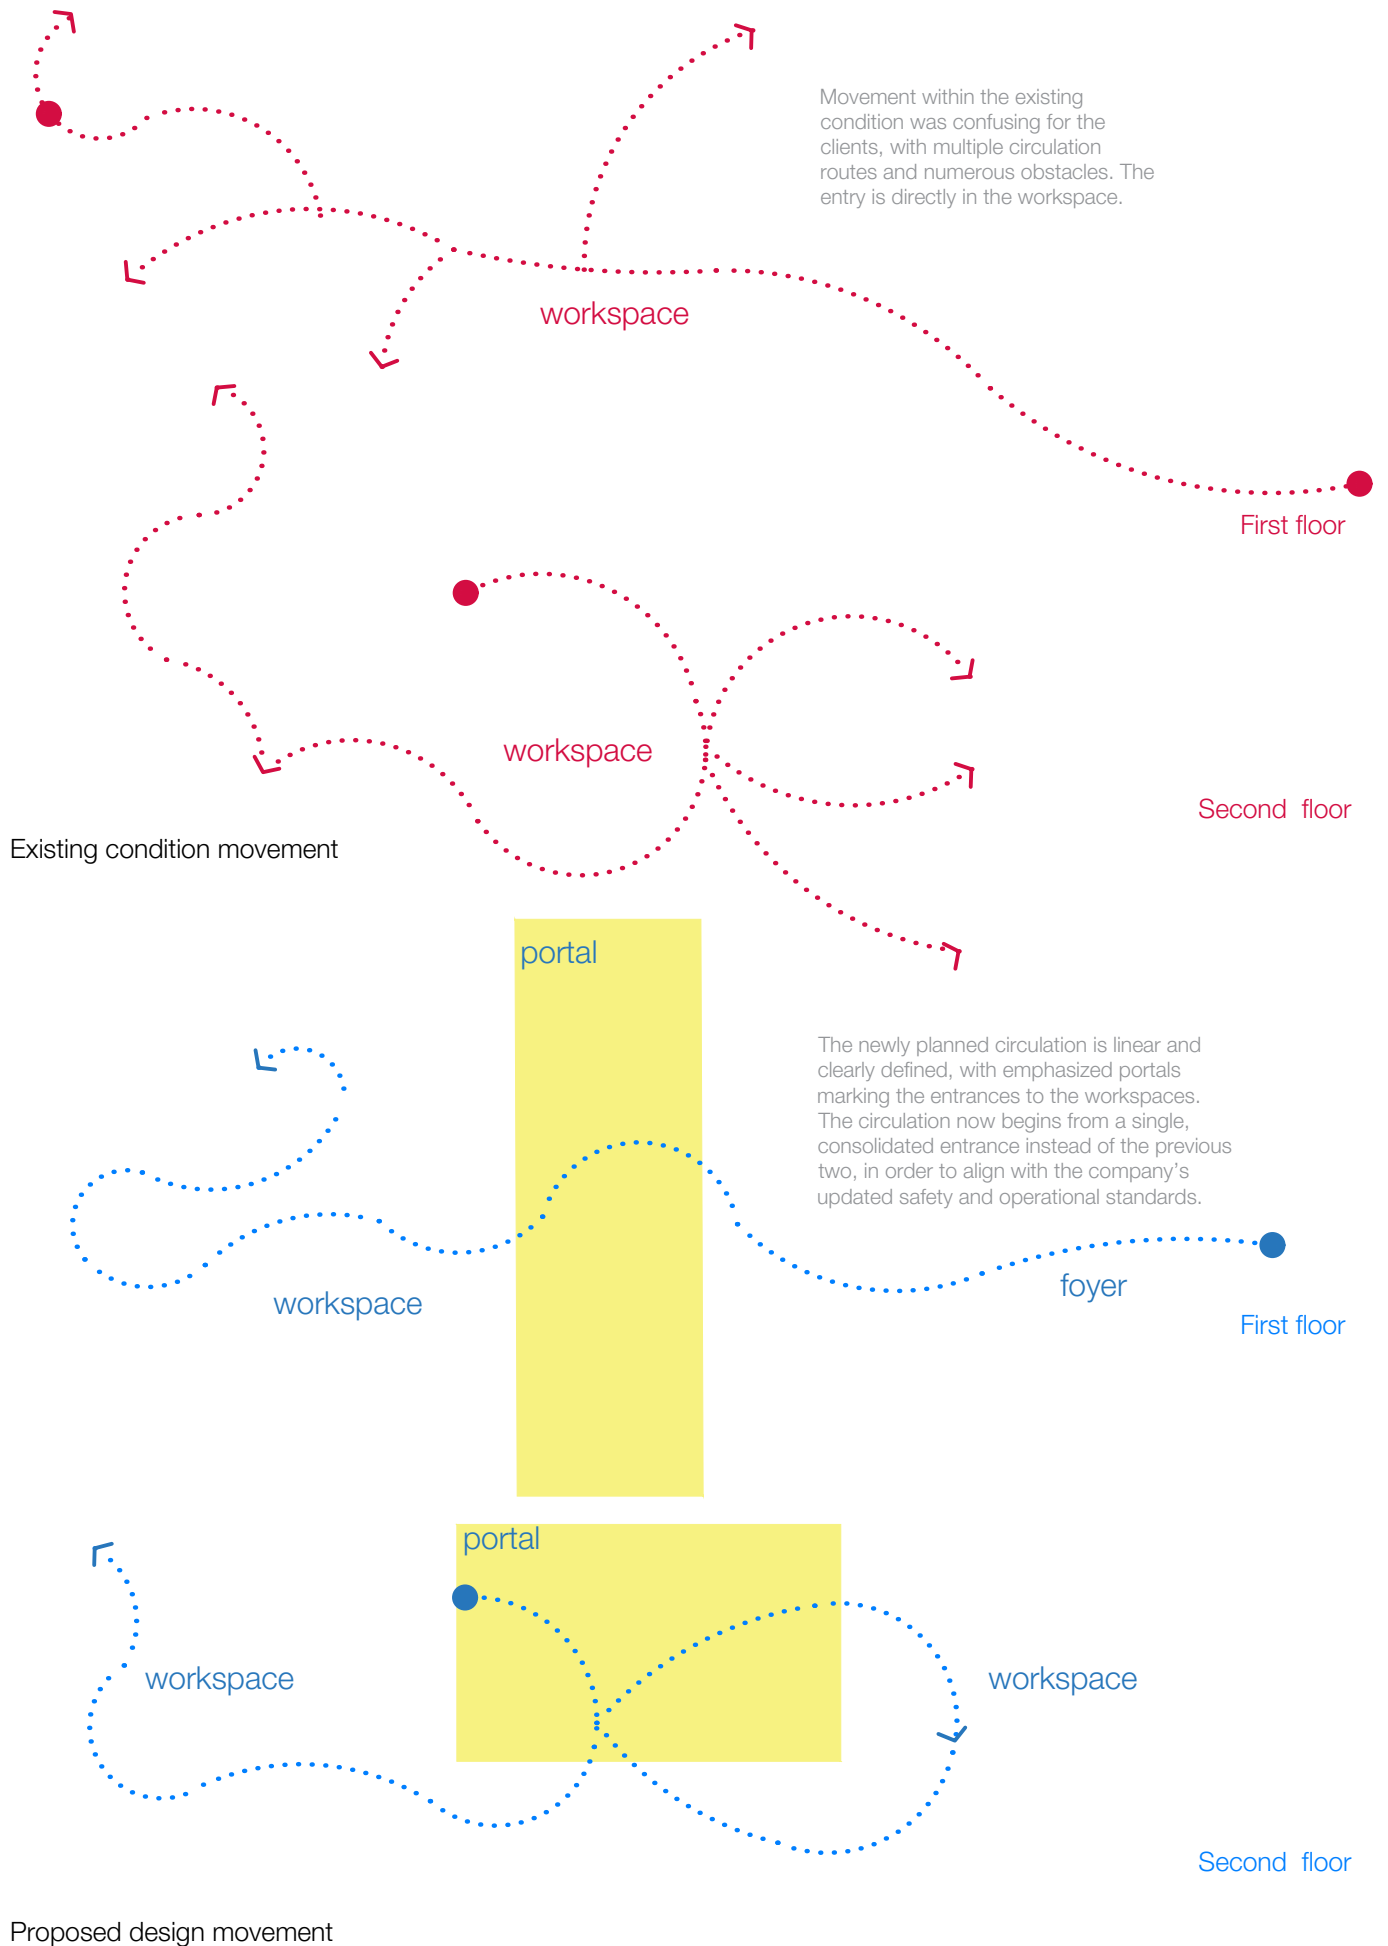 Movement within the existing
condition was confusing for the
clients, with multiple circulation
routes and numerous obstacles. The
entry is directly in the workspace.
workspace
First floor
workspace
Second floor
Existing condition movement
portal
The newly planned circulation is linear and
clearly defined, with emphasized portals
marking the entrances to the workspaces.
The circulation now begins from a single,
consolidated entrance instead of the previous
two, in order to align with the company's
updated safety and operational standards.
foyer
workspace
First floor
portal
workspace
workspace
Second floor
Proposed design movement